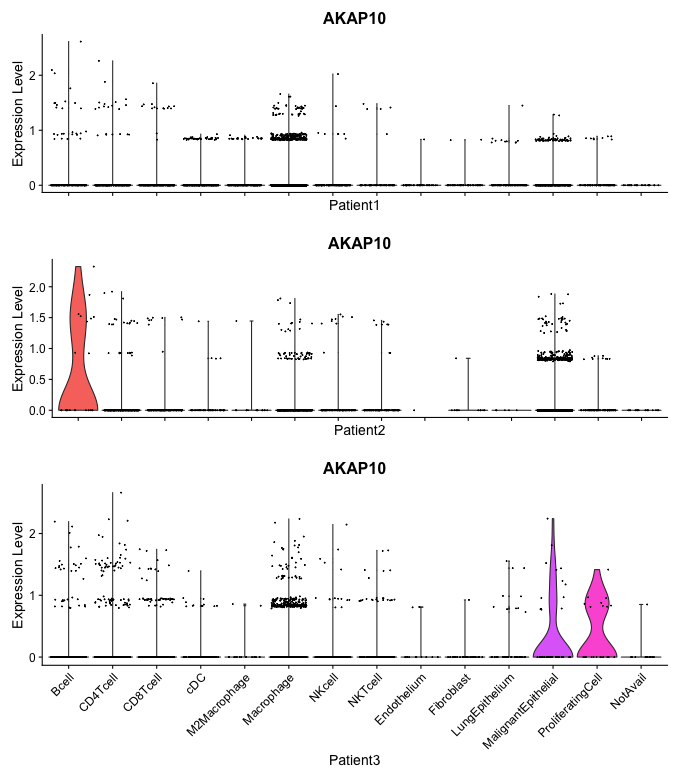 AKAP10
Expression Level
2
1
0
Patient1
AKAP10
Expression Level
2.0
1.5
1.0
0.5
0.0
Patient2
AKAP10
Expression Level
2
1
0
Bcell
CD4Tcell
CD8Tcell
cDC
M2Macrophage
Macrophage
NKcell
NKTcell
Endothelium
Fibroblast
LungEpithelium
MalignantEpithelial
ProliferatingCell
NotAvail
Patient3